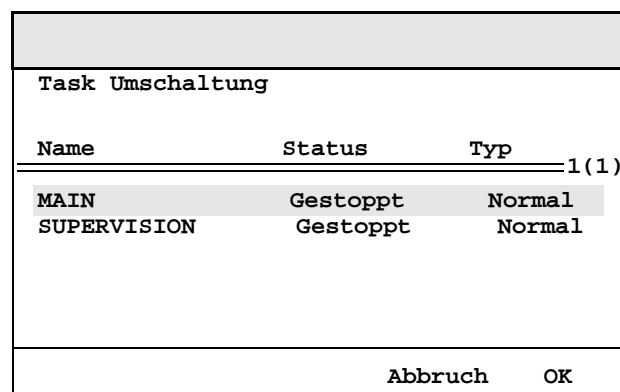 Task Umschaltung
Name Status Typ
1(1)
MAIN Gestoppt Normal
SUPERVISION Gestoppt Normal
Abbruch OK